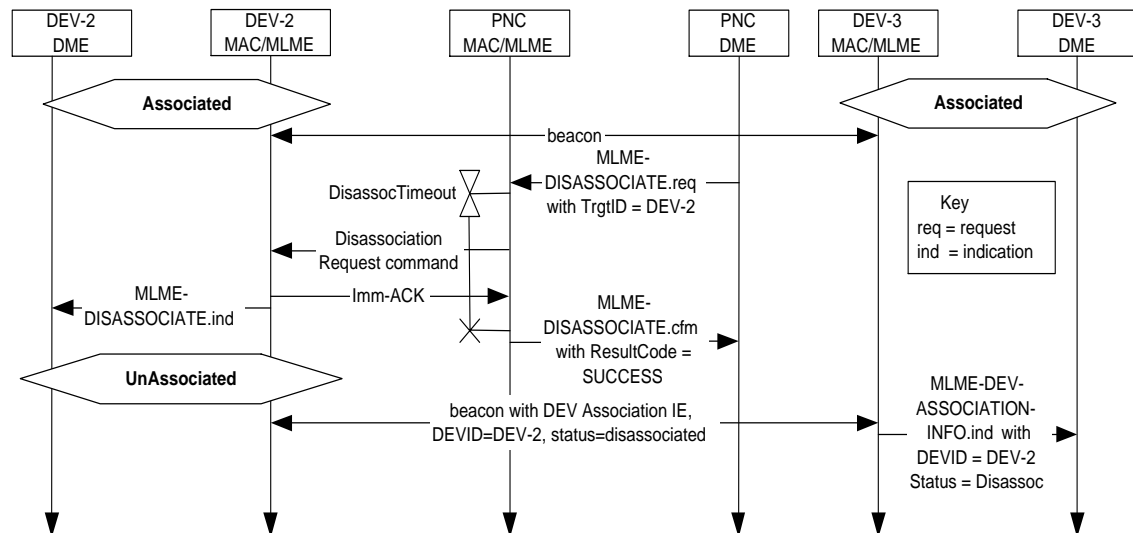 DEV-2
DME
DEV-2
MAC/MLME
PNC
MAC/MLME
PNC
DME
DEV-3
MAC/MLME
DEV-3
DME
Associated
Associated
beacon
MLME-
DISASSOCIATE.req
with TrgtID = DEV-2
DisassocTimeout
Key
req = request
ind = indication
Disassociation
Request command
Imm-ACK
MLME-
DISASSOCIATE.ind
MLME-
DISASSOCIATE.cfm
with ResultCode =
SUCCESS
UnAssociated
beacon with DEV Association IE,
DEVID=DEV-2, status=disassociated
MLME-DEV-
ASSOCIATION-
INFO.ind with
DEVID = DEV-2
Status = Disassoc